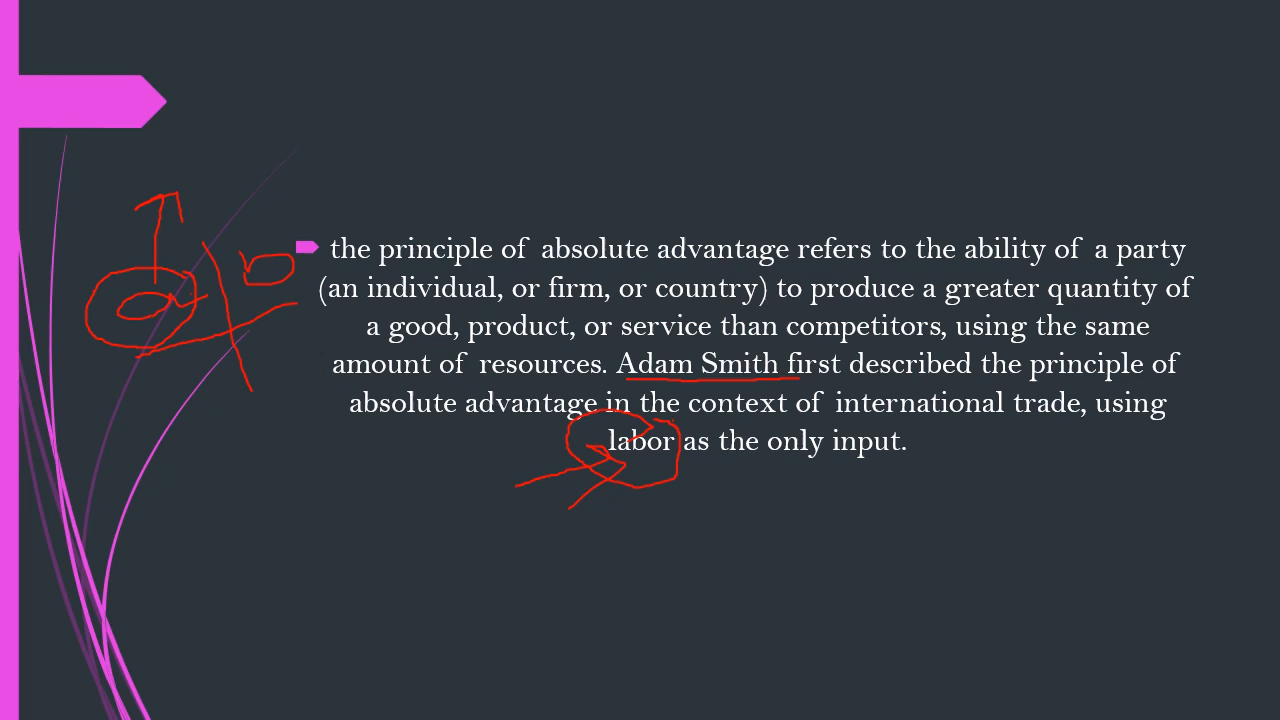 the principle of absolute advantage refers to the ability of a party
(an individual, or firm, or country) to produce a greater quantity of
a good, product, or service than competitors, using the same
amount of resources. Adam Smith first described the principle of
absolute advantage in the context of international trade, using
labor as the only input.